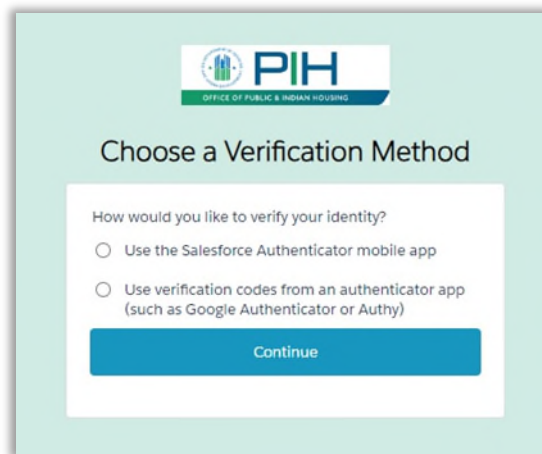 PIH
OFFICE OF PUBLIC & INDIAN HOUSING
Choose a Verification Method
How would you like to verify your identity?
Use the Salesforce Authenticator mobile app
Use verification codes from an authenticator app
(such as Google Authenticator or Authy)
Continue